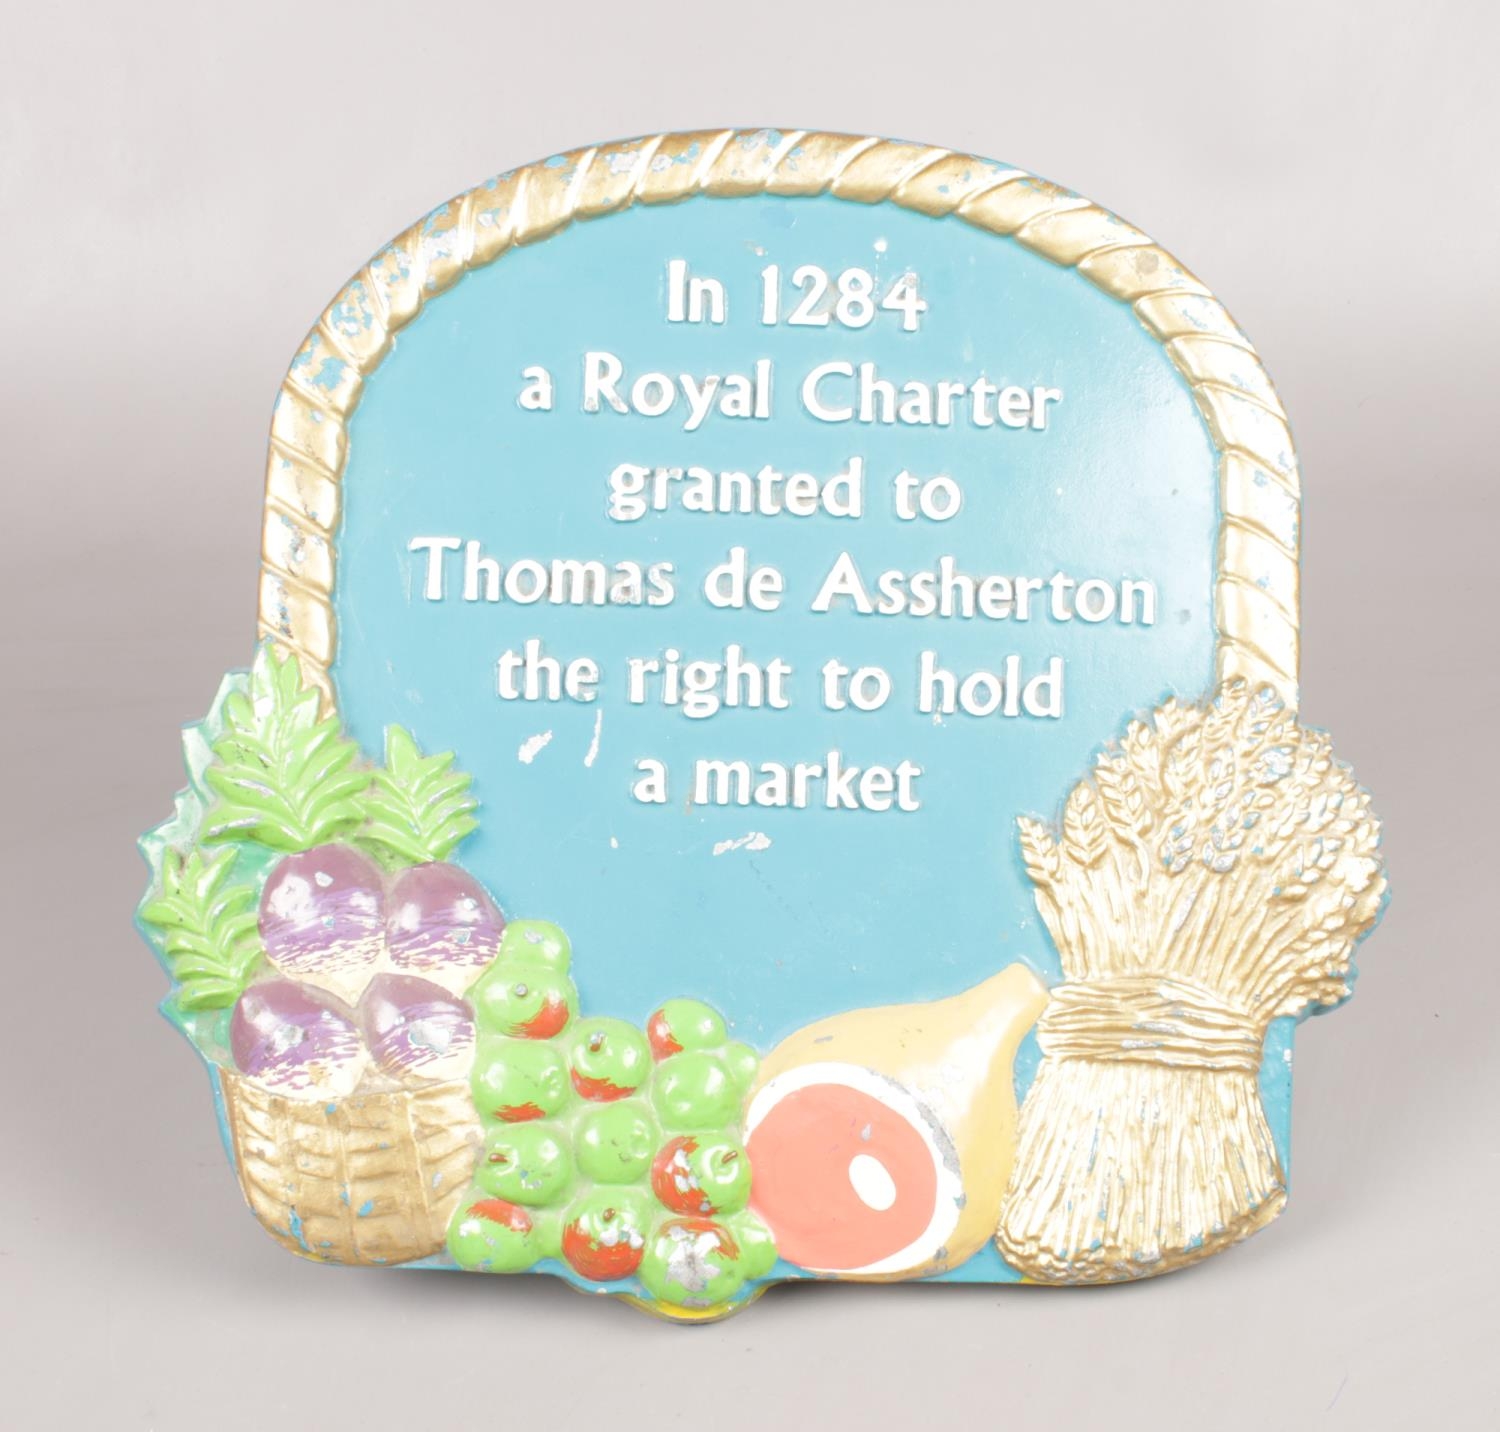 In 1284
a Royal Charter
granted to
Thomas de Assherton
the right to hold
a market